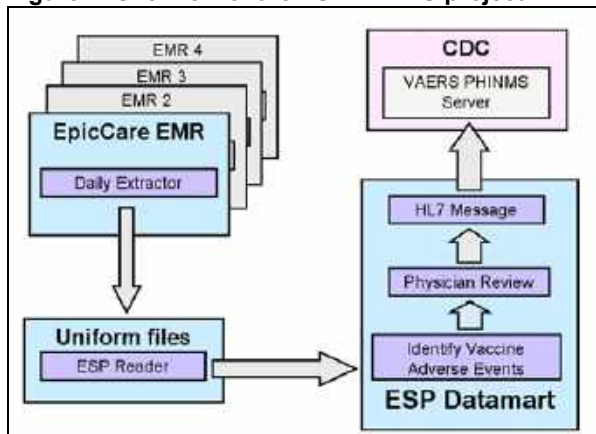 EMR 4
EMR 3
EMR 2
EpicCare EMR
Daily Extractor
Uniform files
ESP Reader
CDC
VAERS PHINMS
Server
HL7 Message
Physician Review
Identify Vaccine
Adverse Events
ESP Datamart